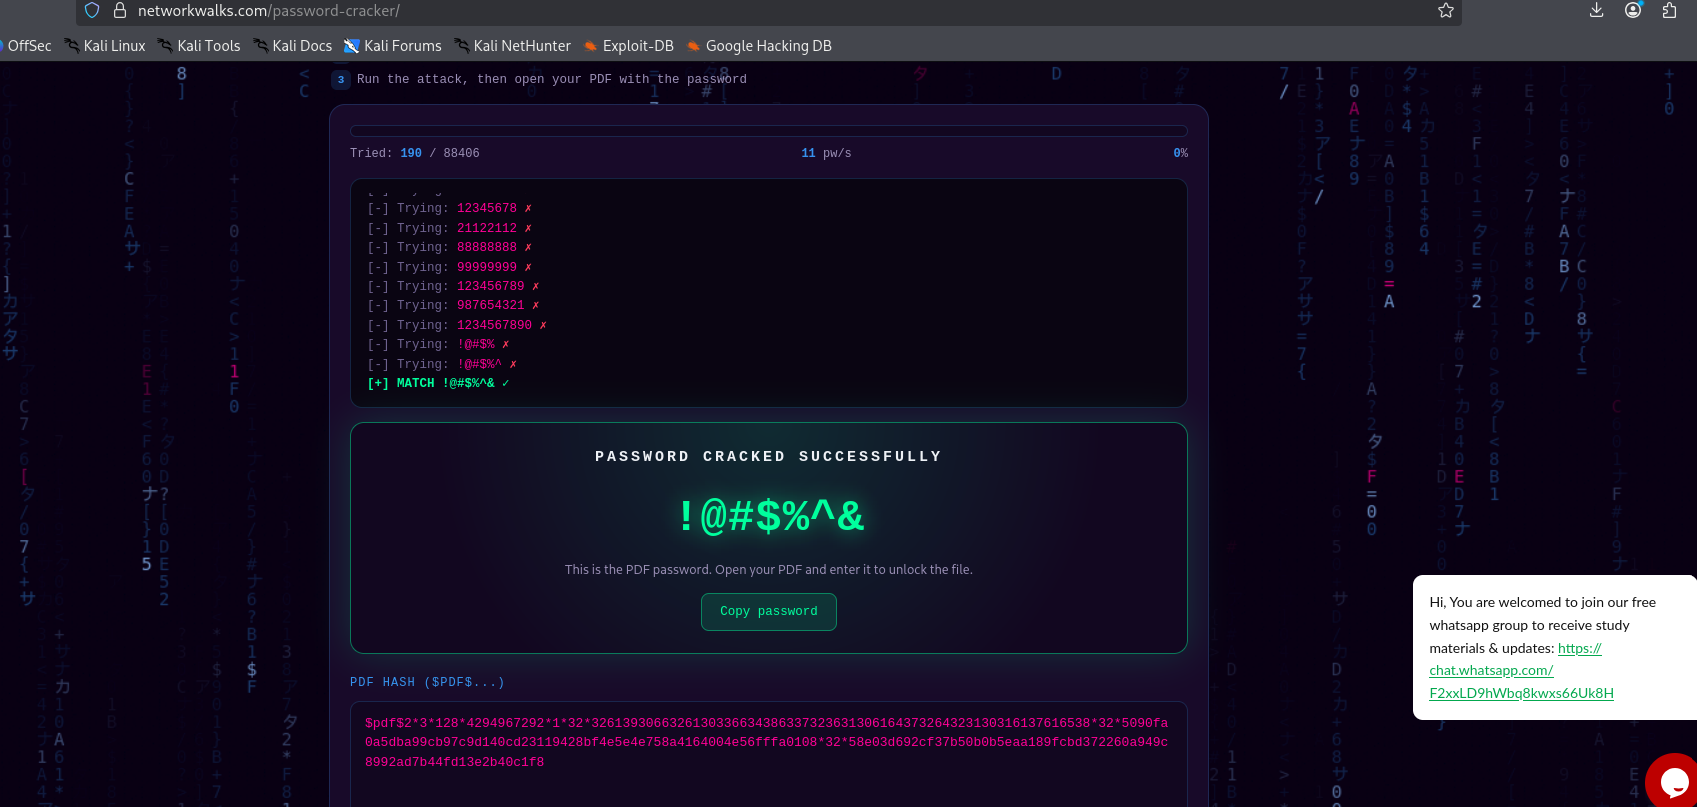 networkwalks.com/password-cracker/
OffSec Kali Linux Kali Tools Kali Docs Kali Forums Kali NetHunter Exploit-DB Google Hacking DB
3 Run the attack, then open your PDF with the password
Tried: 190 / 88406 11 pw/s 0%
[-] Trying: 12345678 ✗
[-] Trying: 21122112 ✗
[-] Trying: 88888888 ✗
[-] Trying: 99999999 ✗
[-] Trying: 123456789 ✗
[-] Trying: 987654321 ✗
[-] Trying: 1234567890 ✗
[-] Trying: !@#$% ✗
[-] Trying: !@#$%^ ✗
[+] MATCH !@#$%^& ✓
PASSWORD CRACKED SUCCESSFULLY
!@#$%^&
This is the PDF password. Open your PDF and enter it to unlock the file.
Copy password
PDF HASH ($PDF$...)
$pdf$2*3*128*4294967292*1*32*32613930663261303366343863373236313061643732643231303161376165​38*32*5090fa
0a5dba99cb97c9d140cd23119428bf4e5e4e758a4164004e56fffa0108*32*58e03d692cf37b50b0b5eaa189fcbd372260a949c
8992ad7b44fd13e2b40c1f8
Hi, You are welcomed to join our free
whatsapp group to receive study
materials & updates: https://
chat.whatsapp.com/
F2xxLD9hWbq8kwxs66Uk8H